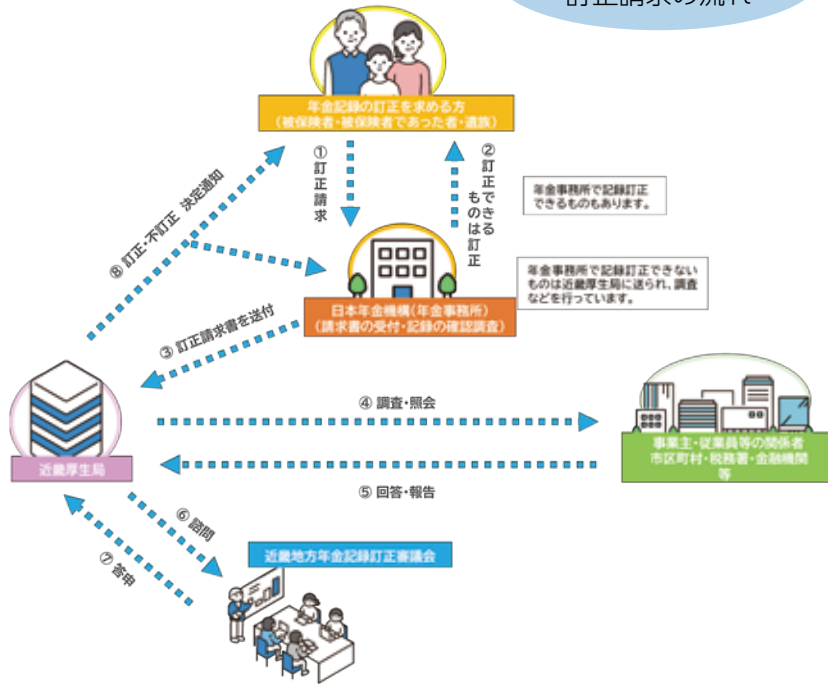 訂正請求の流れ
年金記録の訂正を求める方
(被保険者・被保険者であった者・遺族)
①訂正請求
②訂正できる
ものは訂正
年金事務所で記録訂正
できるものもあります。
⑧ 訂正・不訂正 決定通知
年金事務所で記録訂正できない
ものは近畿厚生局に送られ、調査
などを行っています。
日本年金機構(年金事務所)
(請求書の受付・記録の確認調査)
③ 訂正請求書を送付
④ 調査・照会
近畿厚生局
事業主・従業員等の関係者
市区町村・税務署・金融機関
等
⑤ 回答・報告
⑥ 諮問
⑦ 答申
近畿地方年金記録訂正審議会